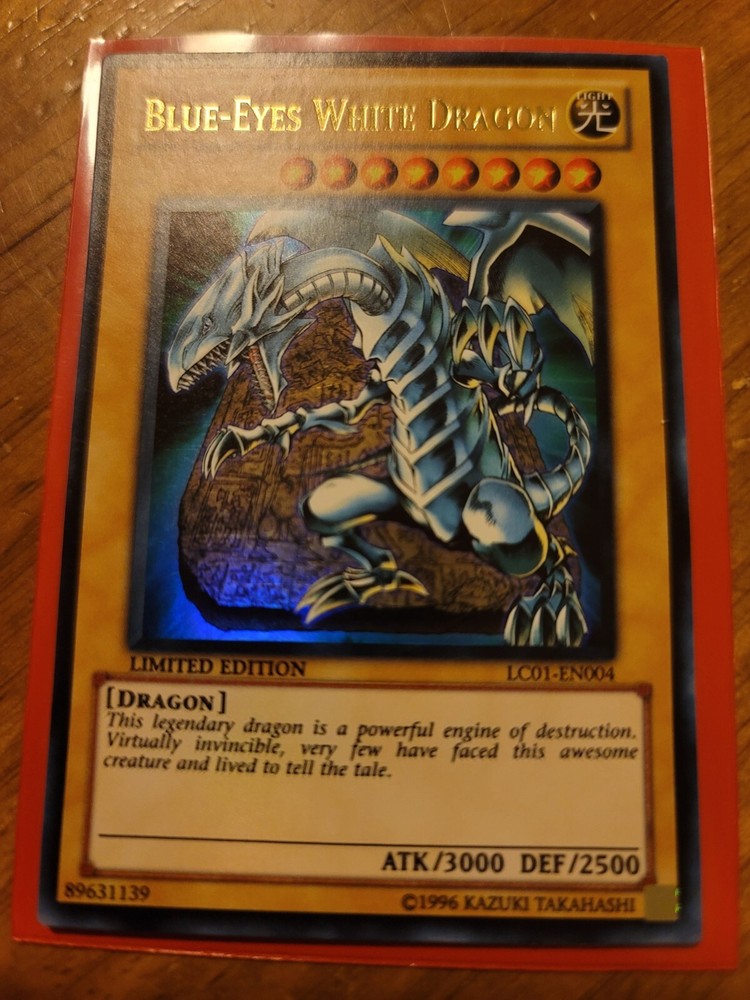 BLUE-EYES WHITE DRAGON
LIGHT
光
LIMITED EDITION
LC01-EN004
[DRAGON]
This legendary dragon is a powerful engine of destruction.
Virtually invincible, very few have faced this awesome
creature and lived to tell the tale.
ATK/3000 DEF/2500
89631139
©1996 KAZUKI TAKAHASHI